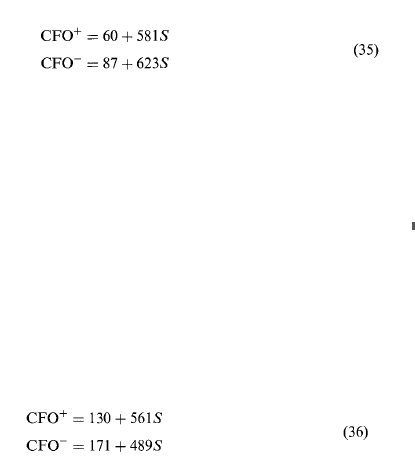 CFO⁺ = 60 + 581S
(35)
CFO⁻ = 87 + 623S
CFO⁺ = 130 + 561S
(36)
CFO⁻ = 171 + 489S